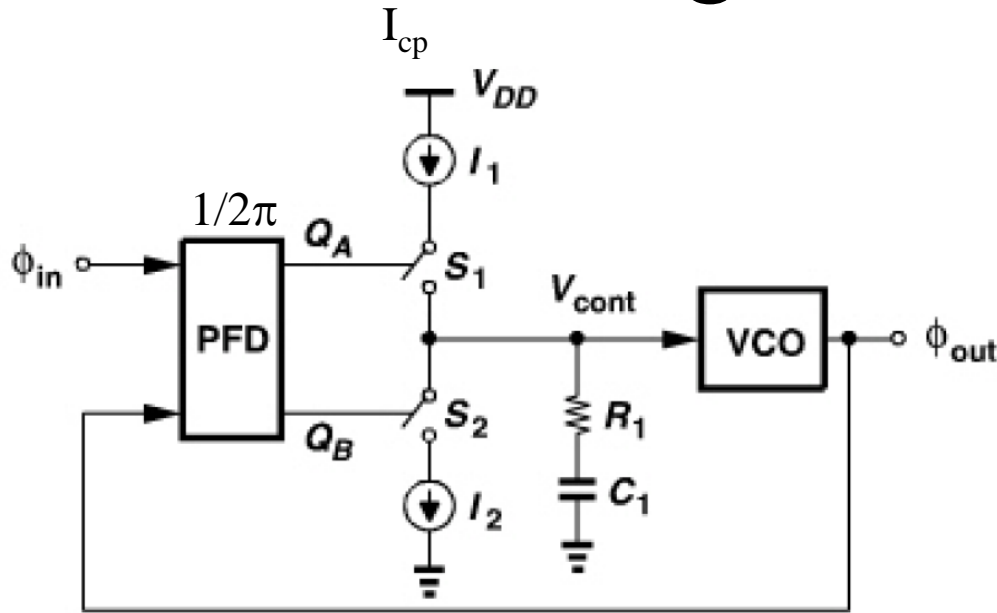 I_cp
V_DD
I_1
1/2π
Q_A
S_1
ϕ_in
V_cont
PFD
VCO
ϕ_out
S_2
Q_B
R_1
I_2
C_1